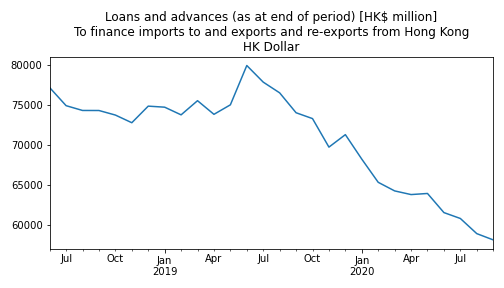 Loans and advances (as at end of period) [HK$ million]
To finance imports to and exports and re-exports from Hong Kong
HK Dollar
80000
75000
70000
65000
60000
Jul Oct Jan Apr Jul Oct Jan Apr Jul
2019 2020